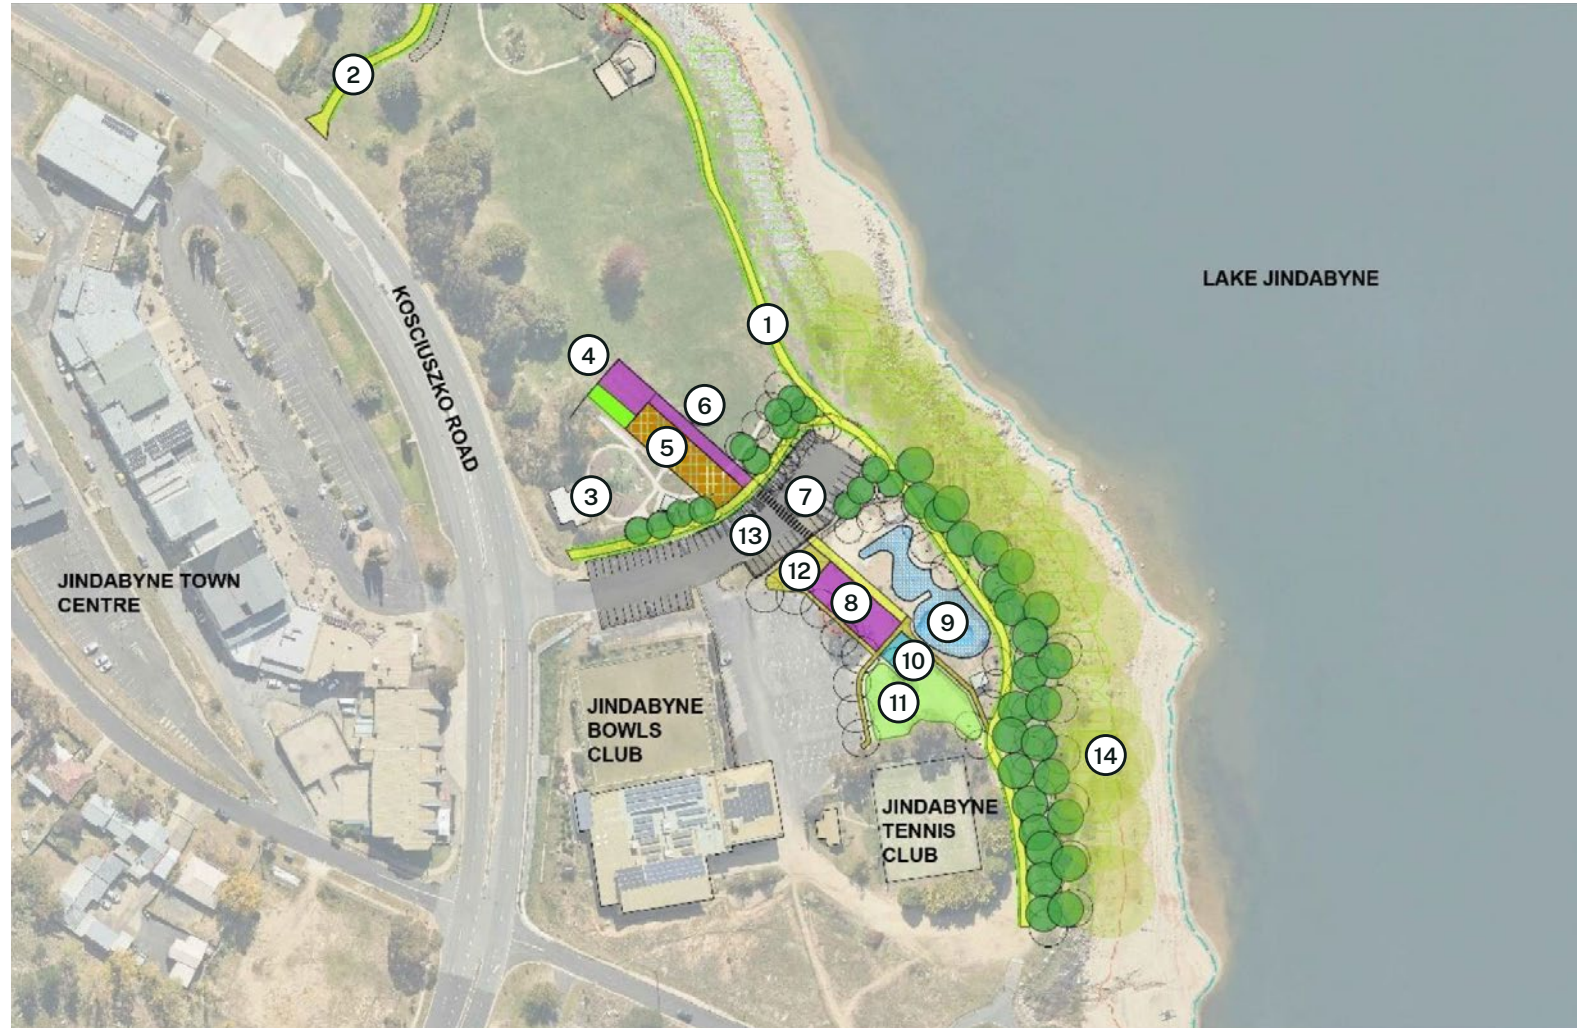 2
LAKE JINDABYNE
1
KOSCIUSZKO ROAD
4
6
5
3
7
13
12
8
9
10
11
14
JINDABYNE TOWN
CENTRE
JINDABYNE
BOWLS
CLUB
JINDABYNE
TENNIS
CLUB